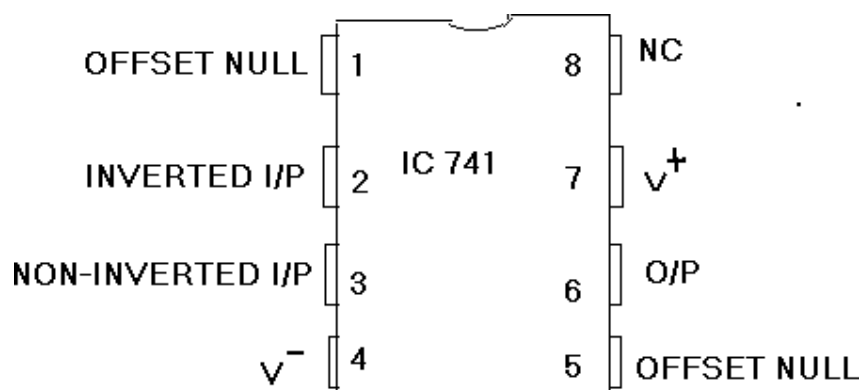 OFFSET NULL 1 8 NC
INVERTED I/P 2 IC 741 7 V+
NON-INVERTED I/P 3 6 O/P
V- 4 5 OFFSET NULL